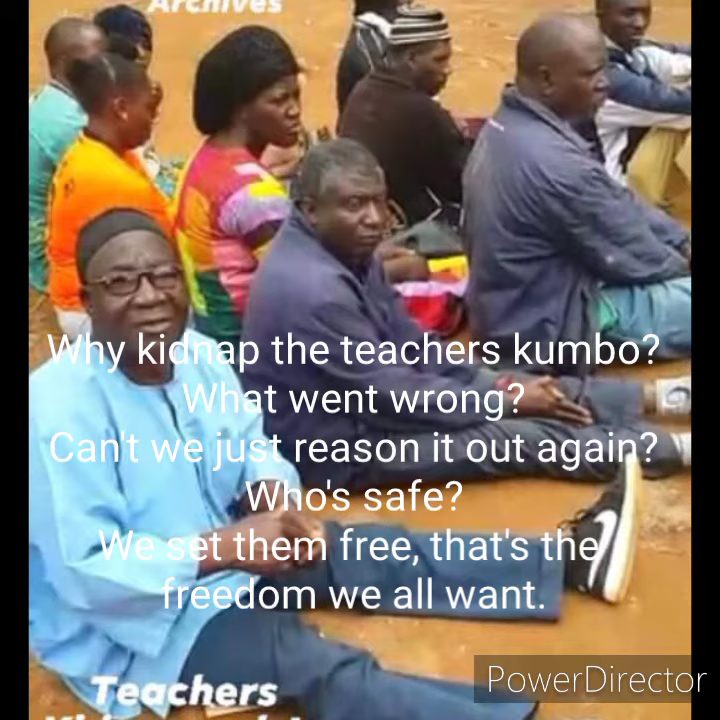 Archives
Why kidnap the teachers kumbo?
What went wrong?
Can't we just reason it out again?
Who's safe?
We set them free, that's the
freedom we all want.
PowerDirector
Teachers